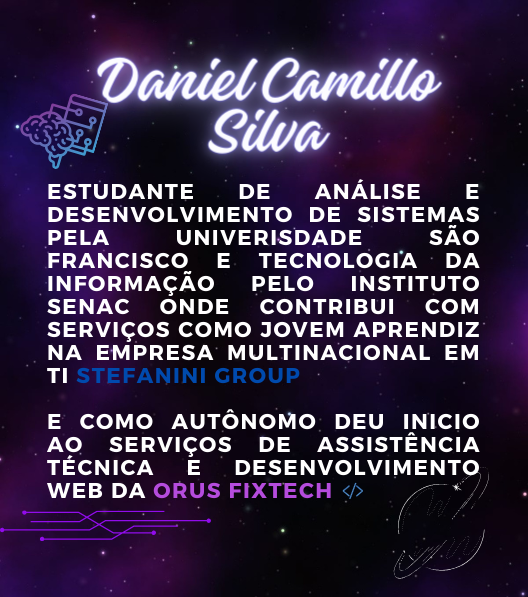 Daniel Camillo
Silva
ESTUDANTE DE ANÁLISE E
DESENVOLVIMENTO DE SISTEMAS
PELA UNIVERISDADE SÃO
FRANCISCO E TECNOLOGIA DA
INFORMAÇÃO PELO INSTITUTO
SENAC ONDE CONTRIBUI COM
SERVIÇOS COMO JOVEM APRENDIZ
NA EMPRESA MULTINACIONAL EM
TI STEFANINI GROUP
E COMO AUTÔNOMO DEU INICIO
AO SERVIÇOS DE ASSISTÊNCIA
TÉCNICA E DESENVOLVIMENTO
WEB DA ORUS FIXTECH </>